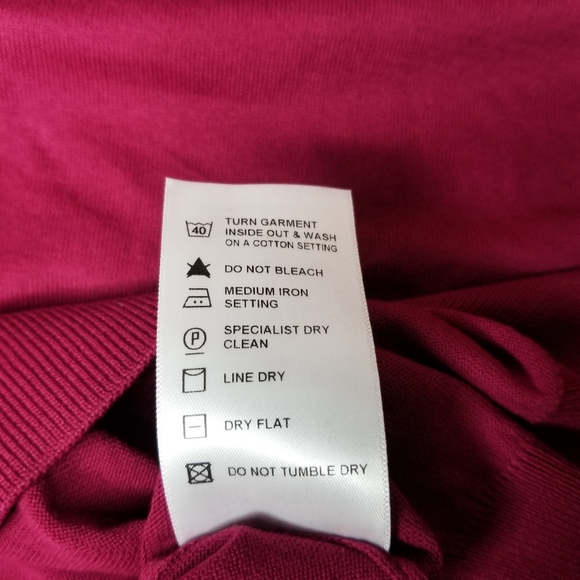 40
TURN GARMENT
INSIDE OUT & WASH
ON A COTTON SETTING
DO NOT BLEACH
MEDIUM IRON
SETTING
P
SPECIALIST DRY
CLEAN
LINE DRY
DRY FLAT
DO NOT TUMBLE DRY